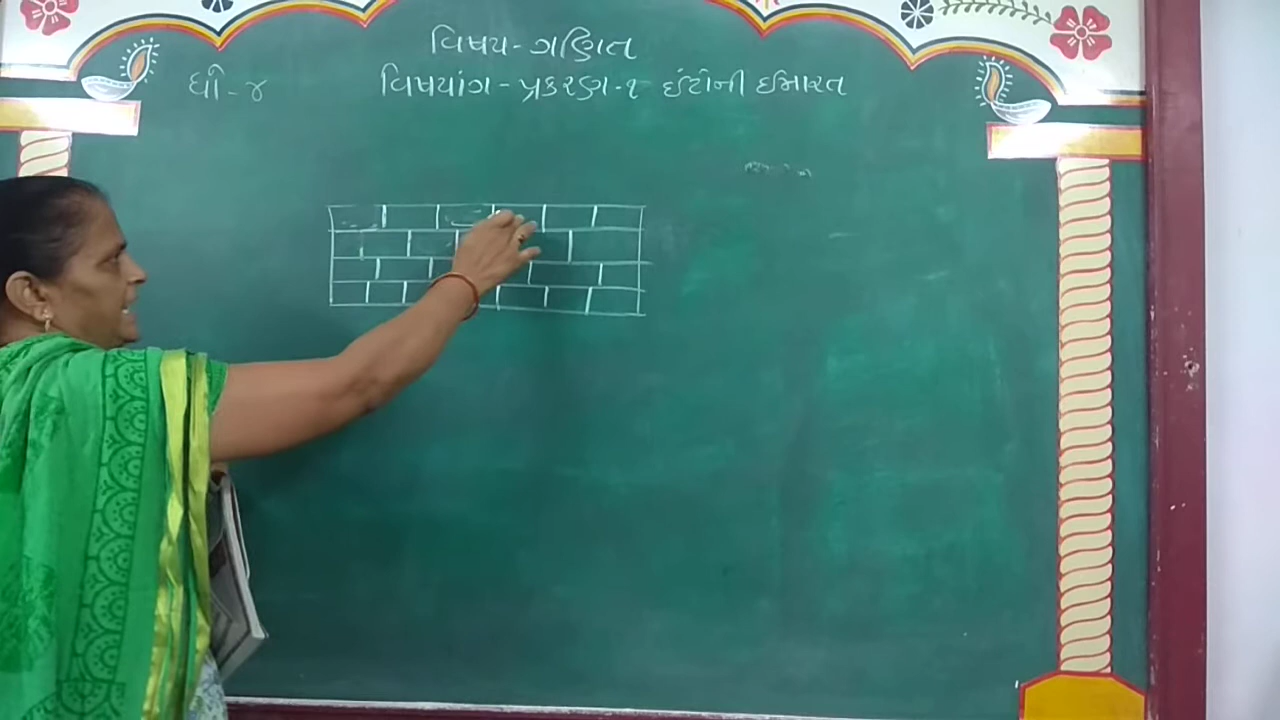 વિષય - ગણિત
ધો - ૪
વિષયાંગ - પ્રકરણ - ૧ ઈંટોની ઈમારત